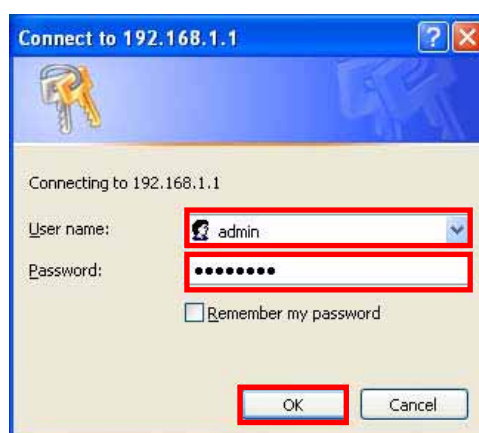 Connect to 192.168.1.1
Connecting to 192.168.1.1
User name:
admin
Password:
••••••••
Remember my password
OK
Cancel